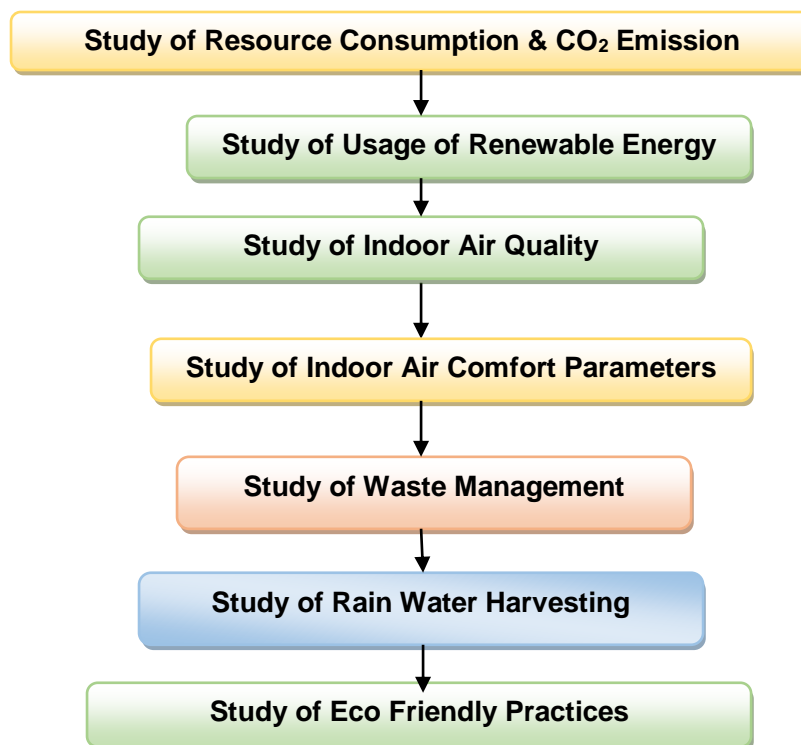 Study of Resource Consumption & CO₂ Emission
Study of Usage of Renewable Energy
Study of Indoor Air Quality
Study of Indoor Air Comfort Parameters
Study of Waste Management
Study of Rain Water Harvesting
Study of Eco Friendly Practices